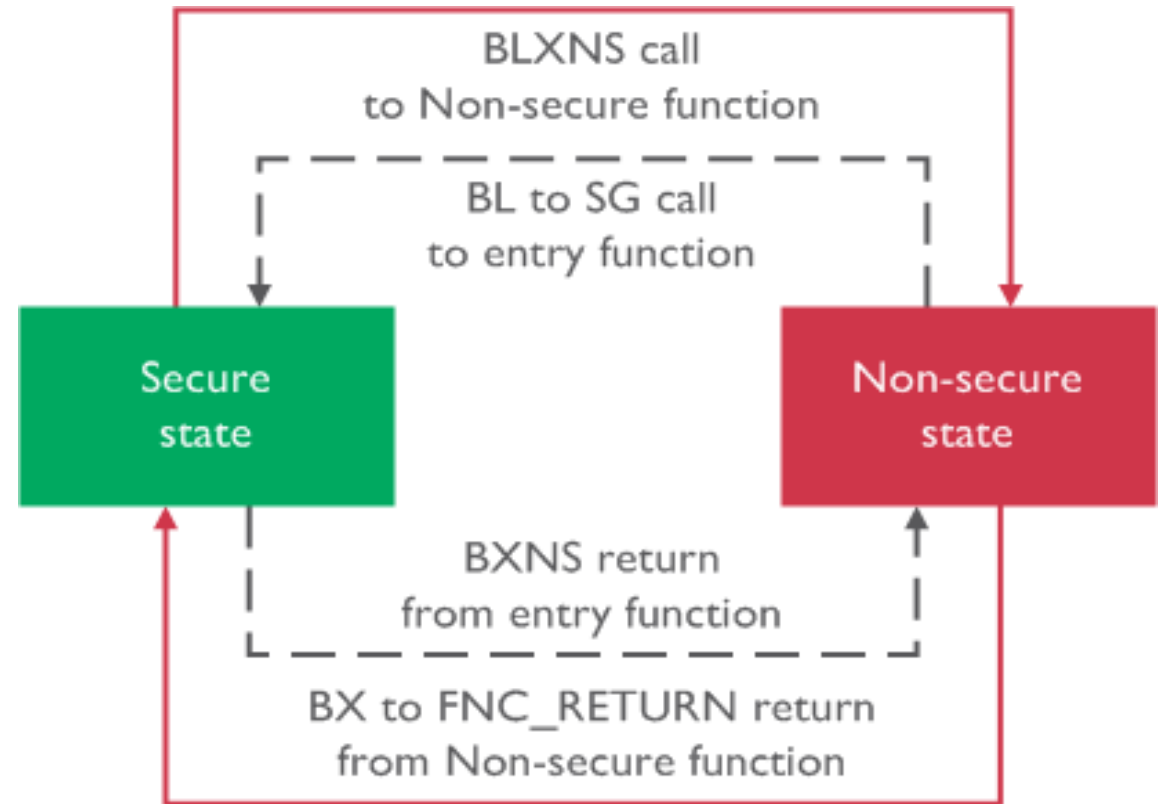 BLXNS call
to Non-secure function
BL to SG call
to entry function
Secure
state
Non-secure
state
BXNS return
from entry function
BX to FNC_RETURN return
from Non-secure function